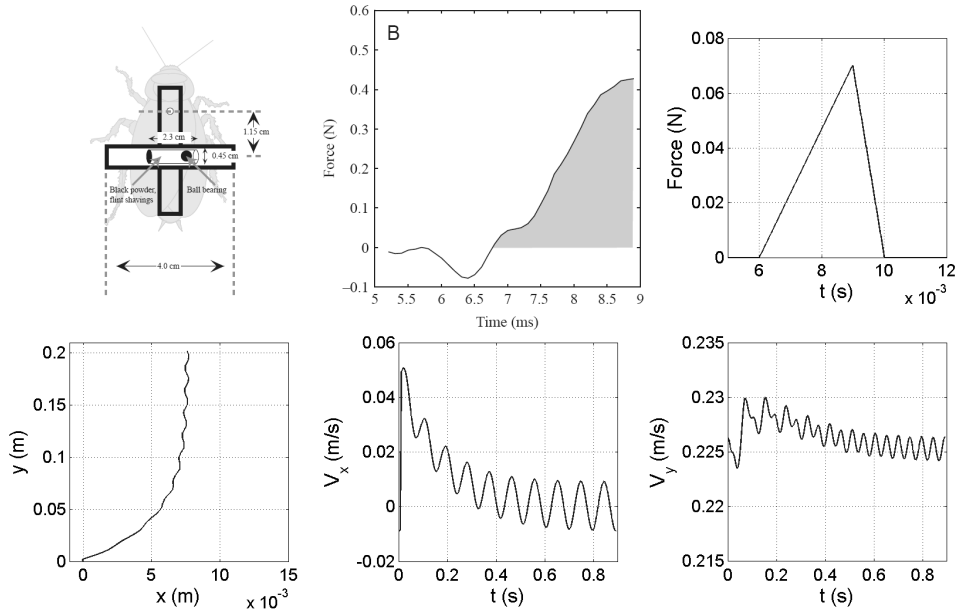 1.15 cm
2.3 cm
0.45 cm
Black powder,
flint shavings
Ball bearing
4.0 cm
B
Force (N)
0.6
0.5
0.4
0.3
0.2
0.1
0
−0.1
5
5.5
6
6.5
7
7.5
8
8.5
9
Time (ms)
Force (N)
0.08
0.06
0.04
0.02
0
6
8
10
12
t (s)
x 10⁻³
y (m)
0.2
0.15
0.1
0.05
0
0
5
10
15
x (m)
x 10⁻³
Vx (m/s)
0.06
0.04
0.02
0
-0.02
0
0.2
0.4
0.6
0.8
t (s)
Vy (m/s)
0.235
0.23
0.225
0.22
0.215
0
0.2
0.4
0.6
0.8
t (s)